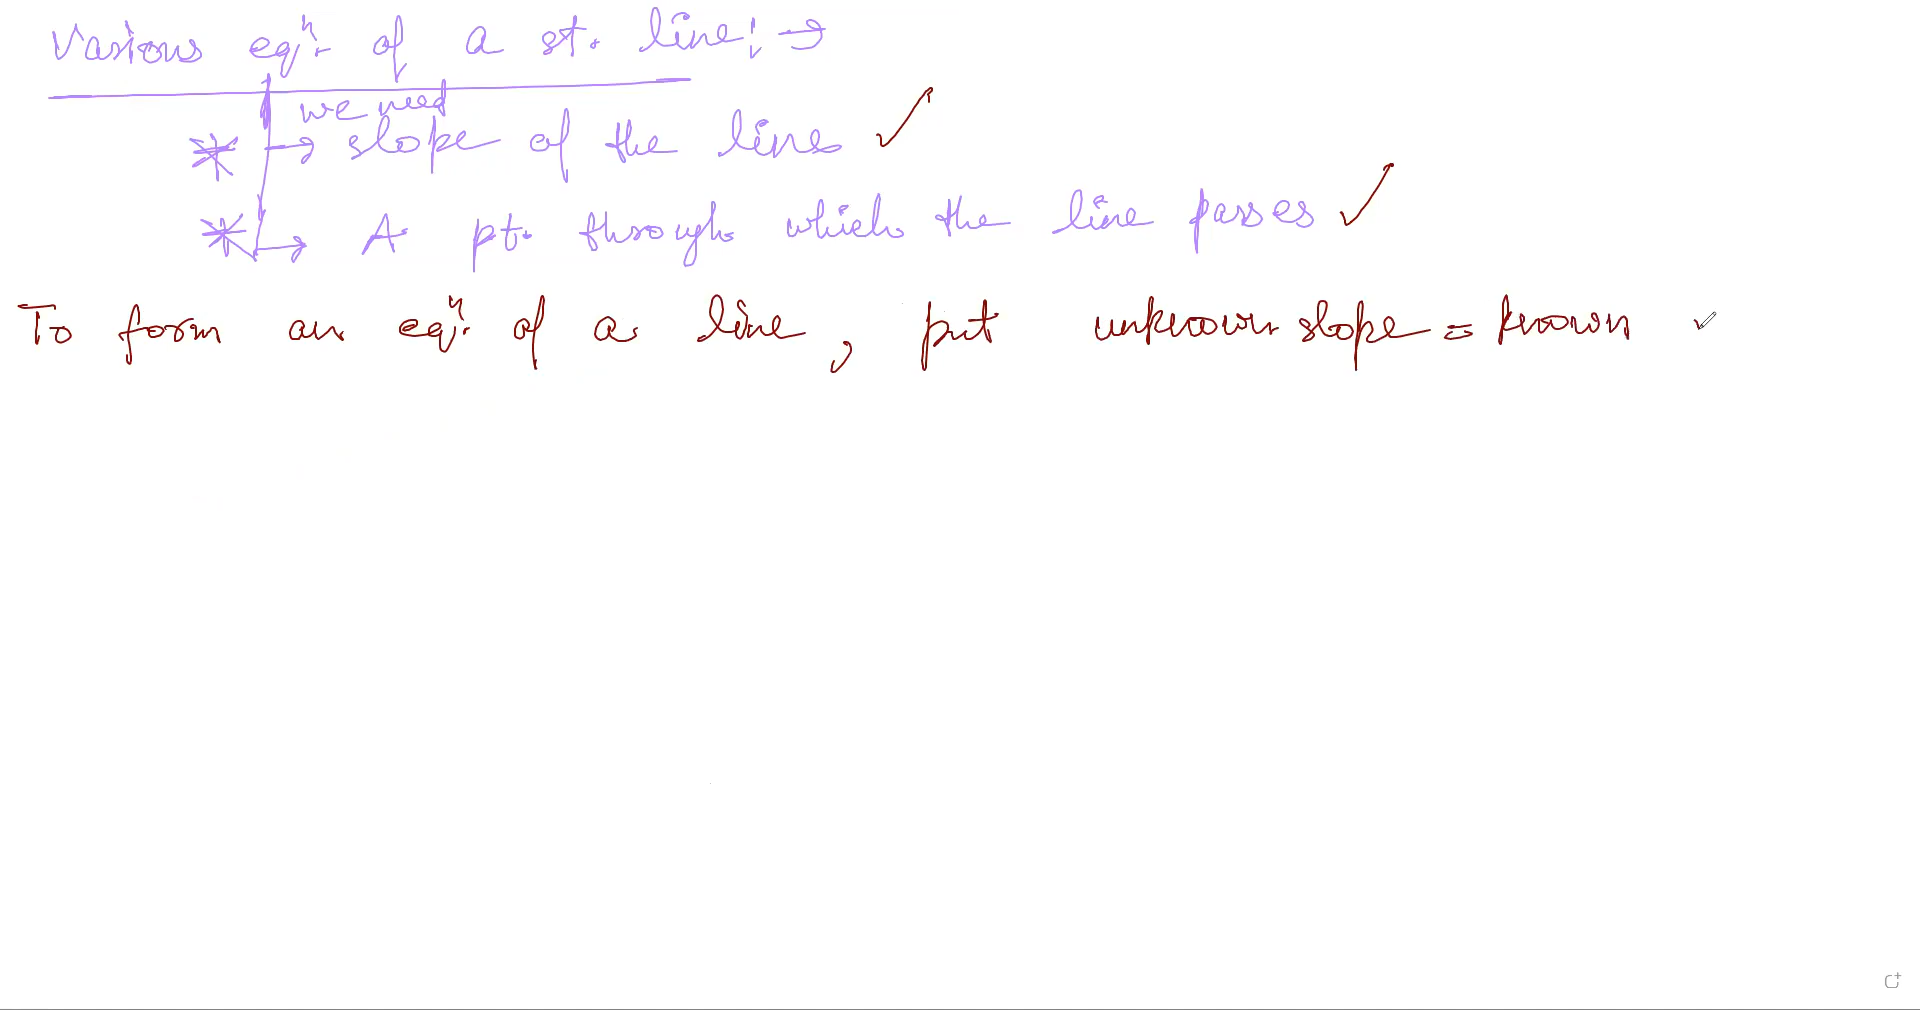 Various eqⁿ. of a st. line:→
we need
* → slope of the line ✓
* → A pt. through which the line passes ✓
To form an eqⁿ. of a line, put unknown slope = known